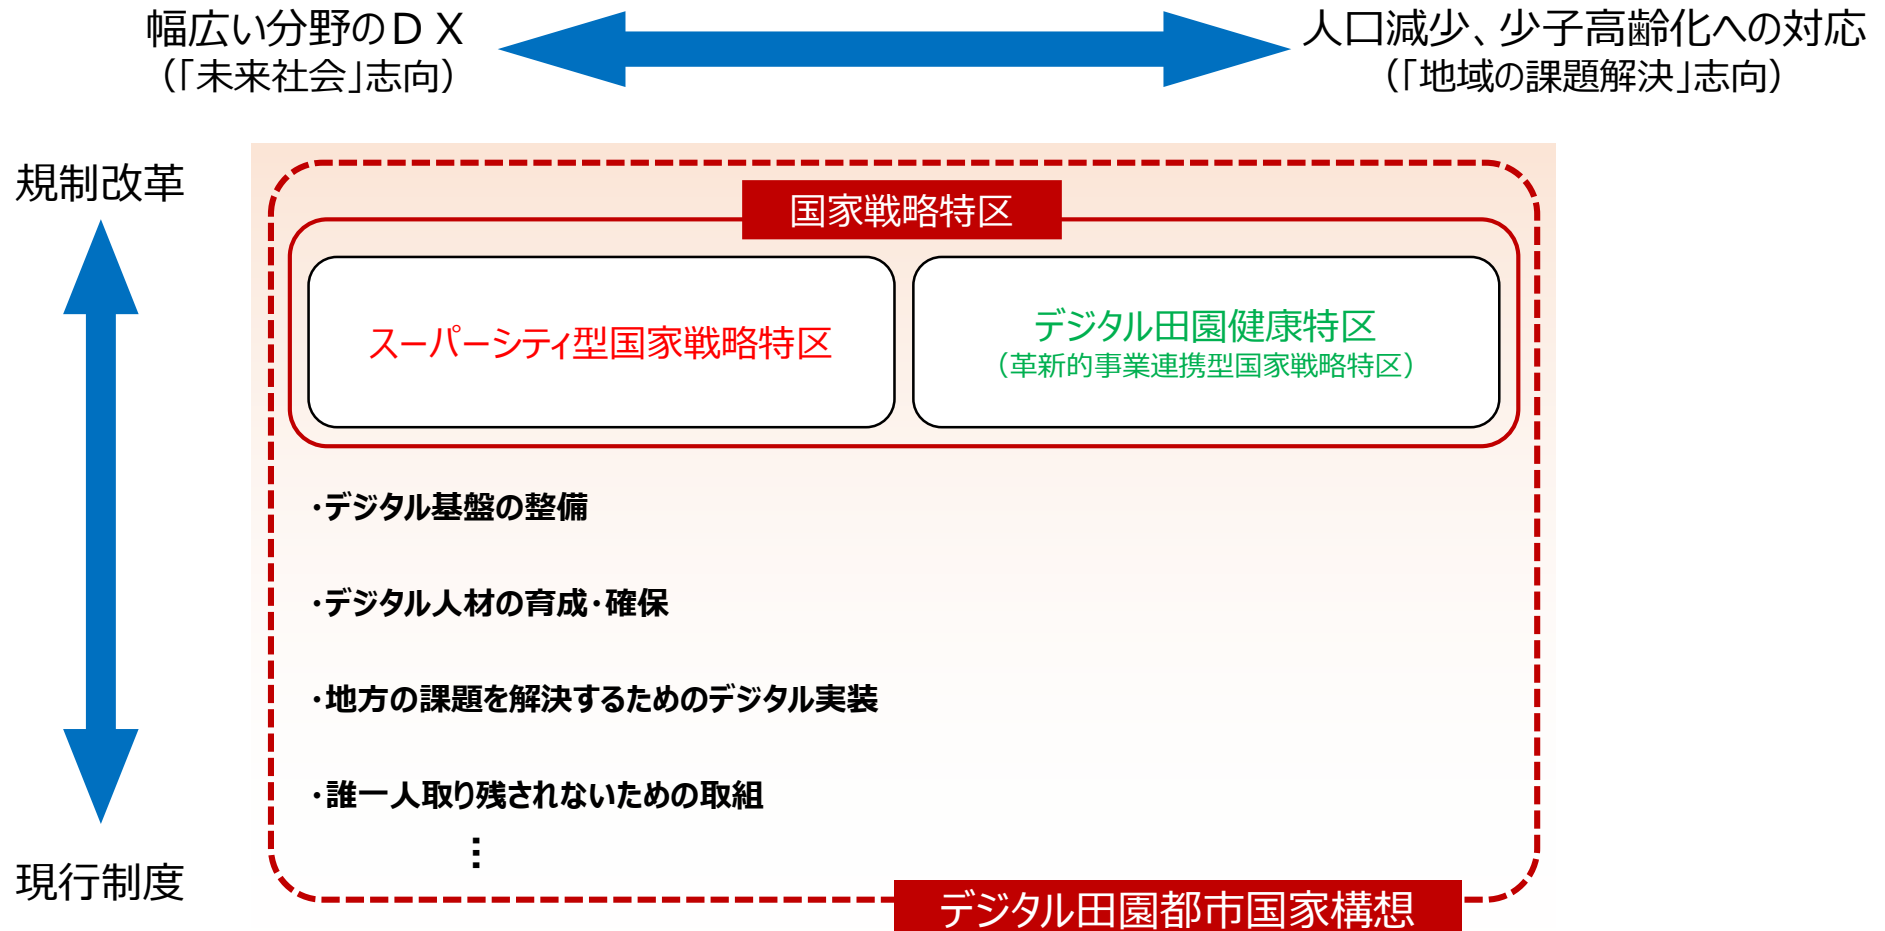 幅広い分野のＤＸ
（「未来社会」志向）
人口減少、少子高齢化への対応
（「地域の課題解決」志向）
規制改革
国家戦略特区
スーパーシティ型国家戦略特区
デジタル田園健康特区
（革新的事業連携型国家戦略特区）
・デジタル基盤の整備
・デジタル人材の育成・確保
・地方の課題を解決するためのデジタル実装
・誰一人取り残されないための取組
…
現行制度
デジタル田園都市国家構想